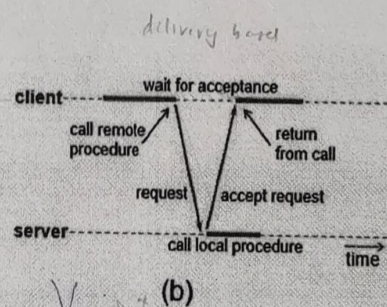 delivery based
wait for acceptance
client
call remote
procedure
return
from call
request
accept request
server
call local procedure
time
(b)